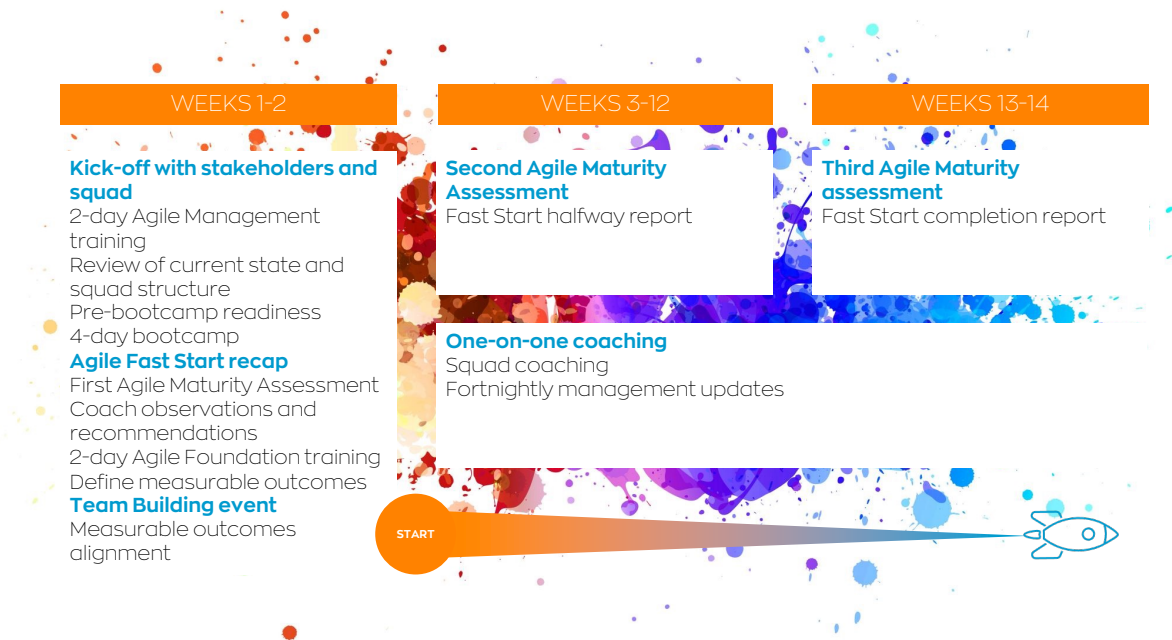 WEEKS 1-2
Kick-off with stakeholders and
squad
2-day Agile Management
training
Review of current state and
squad structure
Pre-bootcamp readiness
4-day bootcamp
Agile Fast Start recap
First Agile Maturity Assessment
Coach observations and
recommendations
2-day Agile Foundation training
Define measurable outcomes
Team Building event
Measurable outcomes
alignment
WEEKS 3-12
Second Agile Maturity
Assessment
Fast Start halfway report
WEEKS 13-14
Third Agile Maturity
assessment
Fast Start completion report
One-on-one coaching
Squad coaching
Fortnightly management updates
START